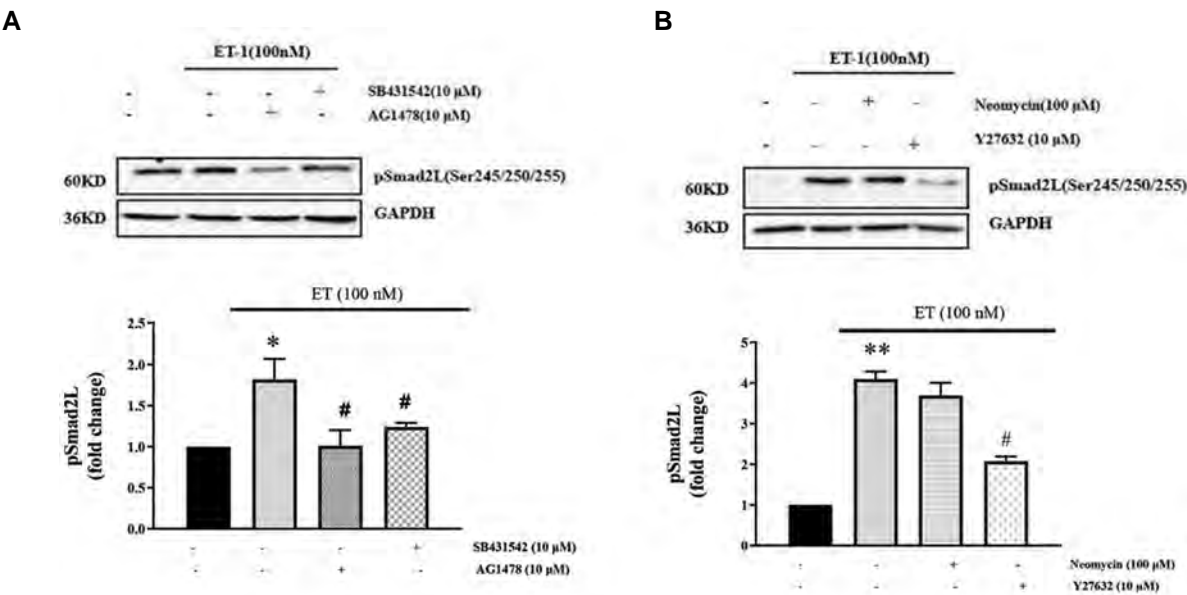 A
ET-1(100nM)
- - - + SB431542(10 μM)
- - + - AG1478(10 μM)
60KD pSmad2L(Ser245/250/255)
36KD GAPDH
ET (100 nM)
2.5
2.0
1.5
1.0
0.5
0.0
pSmad2L
(fold change)
*
#
#
- - - + SB431542 (10 μM)
- - + - AG1478 (10 μM)
B
ET-1(100nM)
- - + - Neomycin(100 μM)
- - - + Y27632 (10 μM)
60KD pSmad2L(Ser245/250/255)
36KD GAPDH
ET (100 nM)
5
4
3
2
1
0
pSmad2L
(fold change)
**
#
- - + - Neomycin (100 μM)
- - - + Y27632 (10 μM)